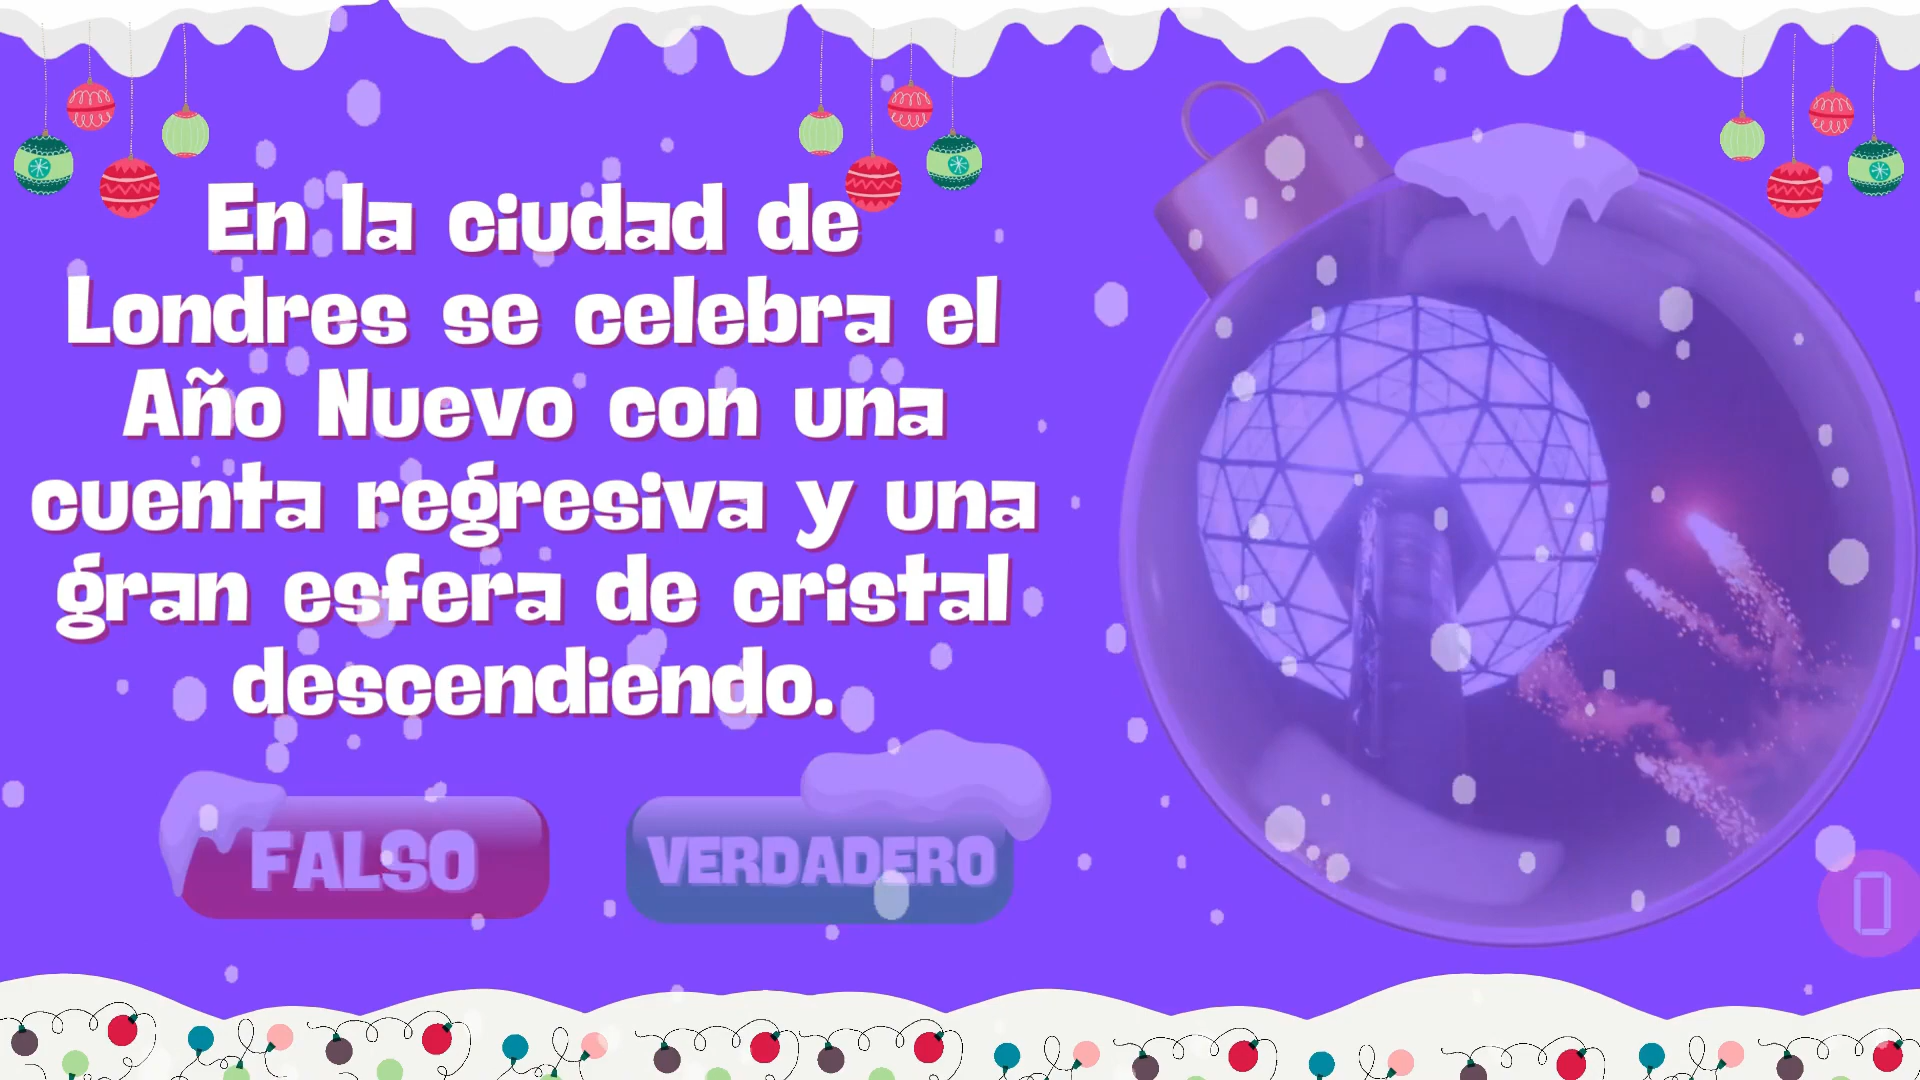 En la ciudad de
Londres se celebra el
Año Nuevo con una
cuenta regresiva y una
gran esfera de cristal
descendiendo.
FALSO
VERDADERO
0